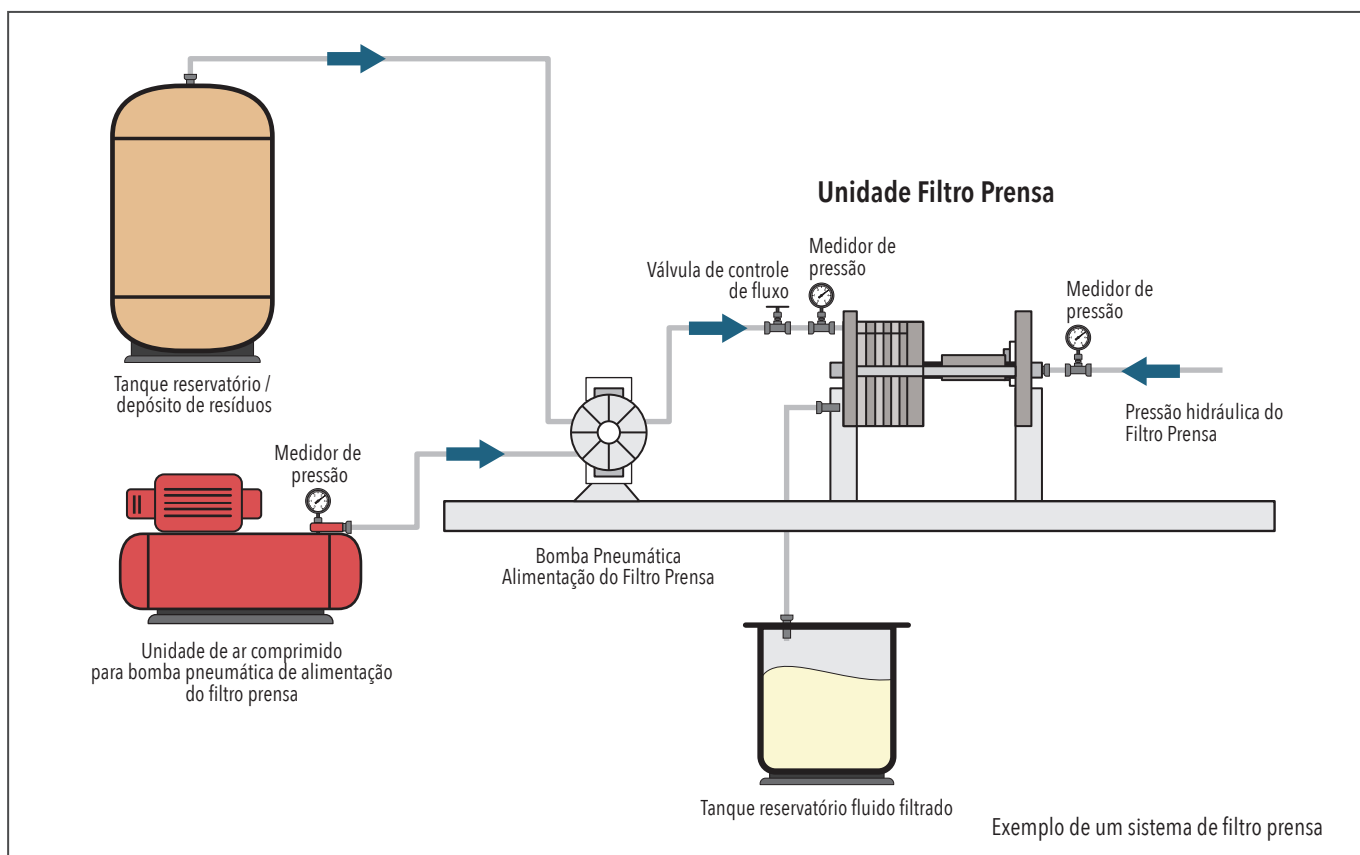 Unidade Filtro Prensa
Medidor de
pressão
Válvula de controle
de fluxo
Medidor de
pressão
Tanque reservatório /
depósito de resíduos
Pressão hidráulica do
Filtro Prensa
Medidor de
pressão
Bomba Pneumática
Alimentação do Filtro Prensa
Unidade de ar comprimido
para bomba pneumática de alimentação
do filtro prensa
Tanque reservatório fluido filtrado
Exemplo de um sistema de filtro prensa